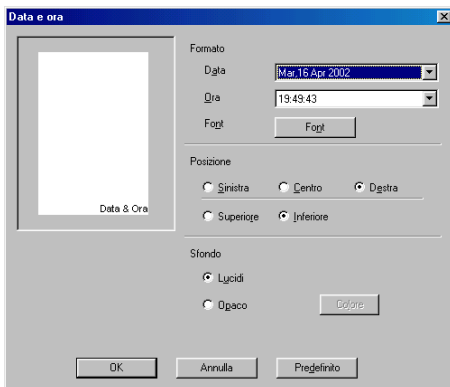 Data e ora
Data & Ora
Formato
Data Mar,16 Apr 2002
Ora 19:49:43
Font Font
Posizione
Sinistra Centro Destra
Superiore Inferiore
Sfondo
Lucidi
Opaco Colore
OK Annulla Predefinito